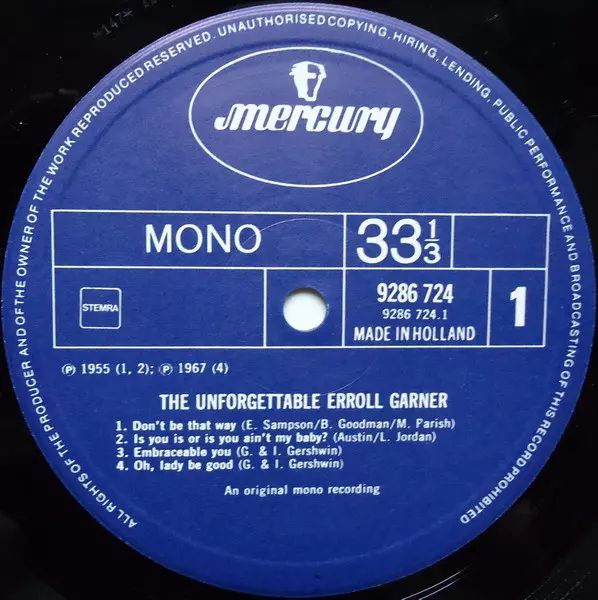 ALL RIGHTS OF THE PRODUCER AND OF THE OWNER OF THE WORK REPRODUCED RESERVED. UNAUTHORISED COPYING, HIRING, LENDING, PUBLIC PERFORMANCE AND BROADCASTING OF THIS RECORD PROHIBITED
mercury
MONO
33 1/3
STEMRA
9286 724
9286 724.1
MADE IN HOLLAND
1
℗ 1955 (1, 2); ℗ 1967 (4)
THE UNFORGETTABLE ERROLL GARNER
1. Don't be that way (E. Sampson/B. Goodman/M. Parish)
2. Is you is or is you ain't my baby? (Austin/L. Jordan)
3. Embraceable you (G. & I. Gershwin)
4. Oh, lady be good (G. & I. Gershwin)
An original mono recording